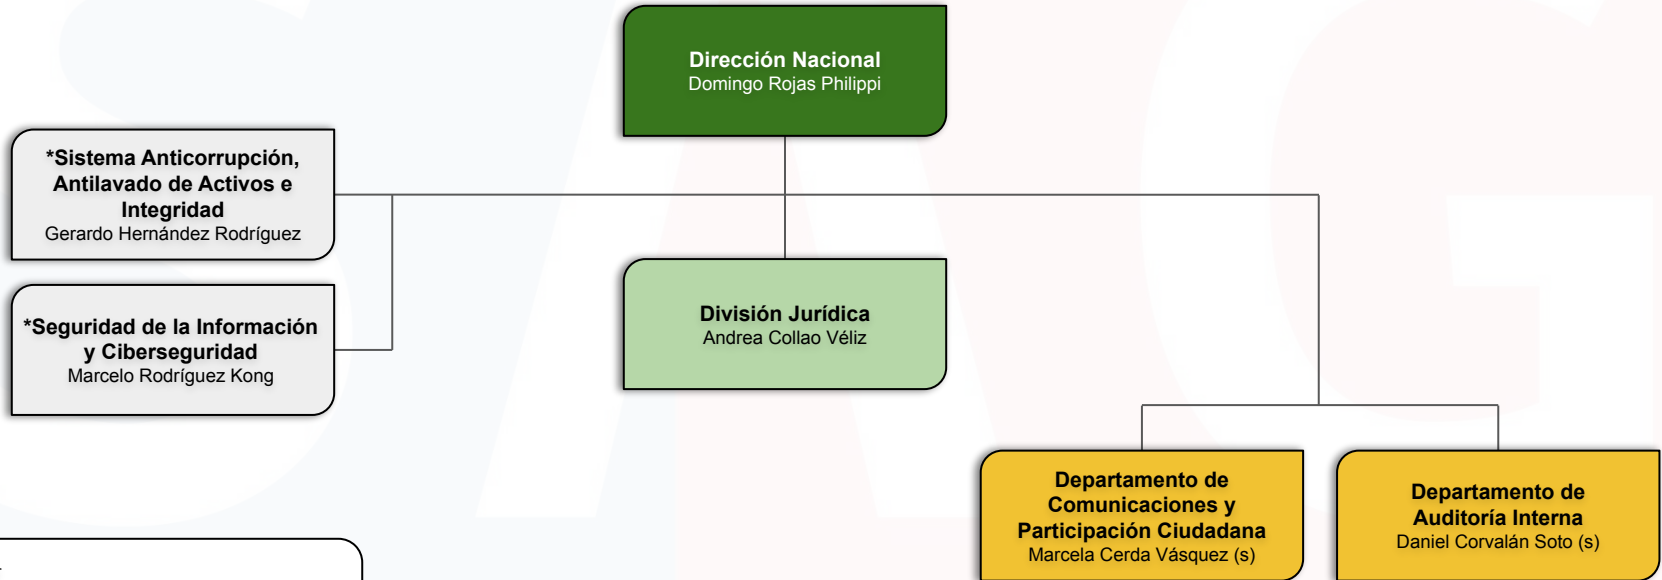 Dirección Nacional
Domingo Rojas Philippi
*Sistema Anticorrupción,
Antilavado de Activos e
Integridad
Gerardo Hernández Rodríguez
*Seguridad de la Información
y Ciberseguridad
Marcelo Rodríguez Kong
División Jurídica
Andrea Collao Véliz
Departamento de
Comunicaciones y
Participación Ciudadana
Marcela Cerda Vásquez (s)
Departamento de
Auditoría Interna
Daniel Corvalán Soto (s)
SAG